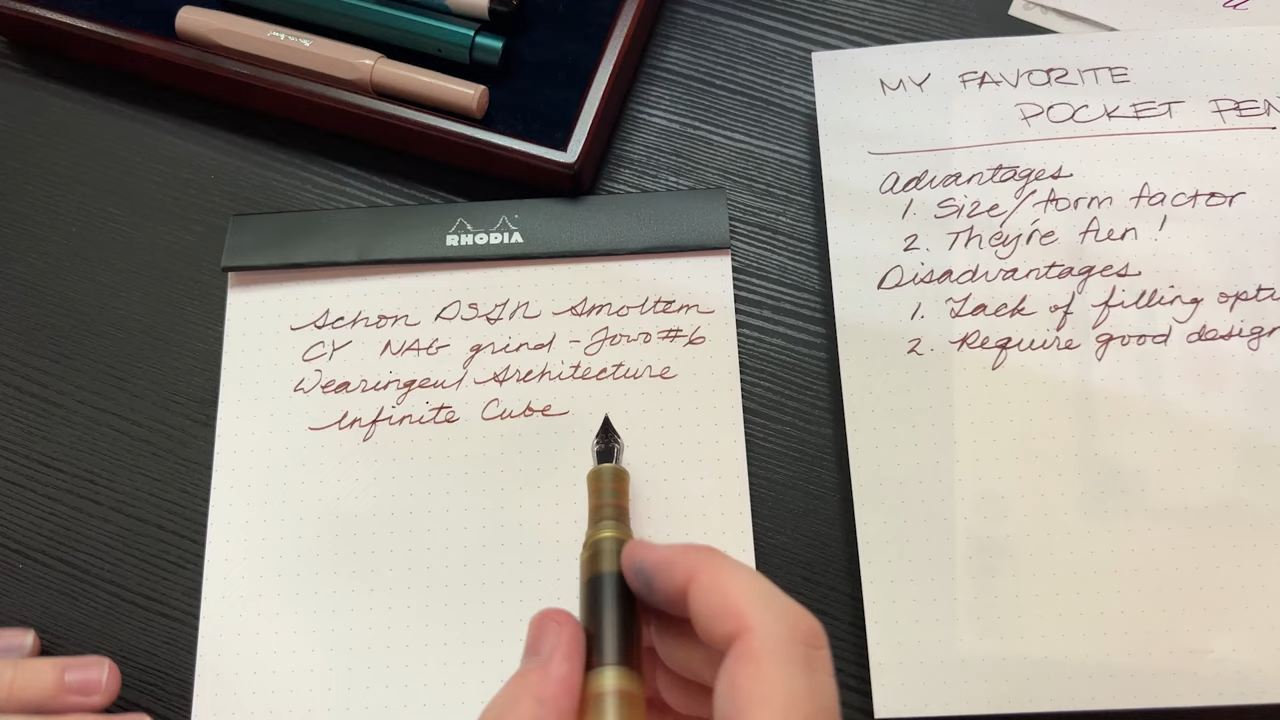 RHODIA
Schon DSGN Smoltem
CY NAG grind - Jowo #6
Wearingeul Architecture
Infinite Cube
MY FAVORITE
POCKET PEN
Advantages
1. Size/form factor
2. They're fun!
Disadvantages
1. Lack of filling opti
2. Require good design